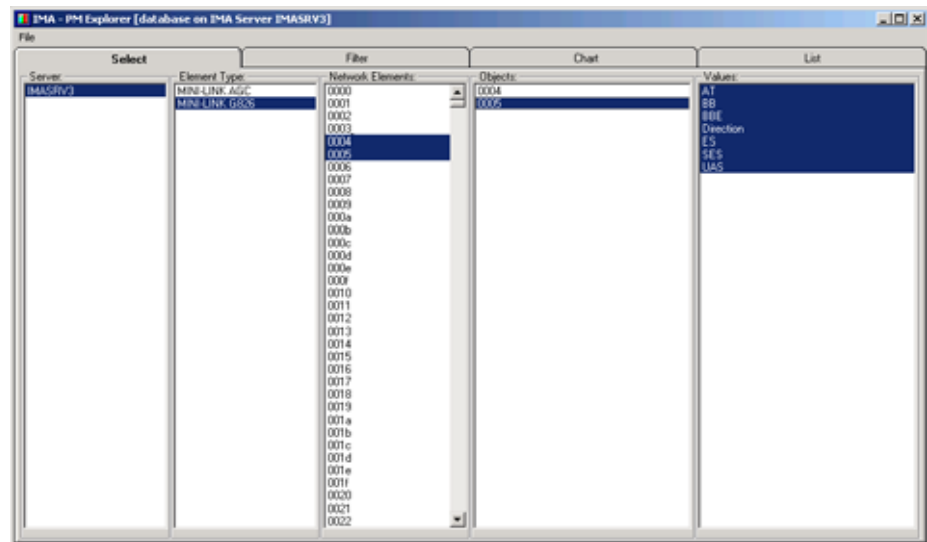 IMA - PM Explorer [database on IMA Server IMASRV3]
File
Select
Filter
Chart
List
Server:
IMASRV3
Element Type:
MINI-LINK AGC
MINI-LINK G826
Network Elements:
0000
0001
0002
0003
0004
0005
0006
0007
0008
0009
000a
000b
000c
000d
000e
000f
0010
0011
0012
0013
0014
0015
0016
0017
0018
0019
001a
001b
001c
001d
001e
001f
0020
0021
0022
Objects:
0004
0005
Values:
AT
BB
BBE
Direction
ES
SES
UAS